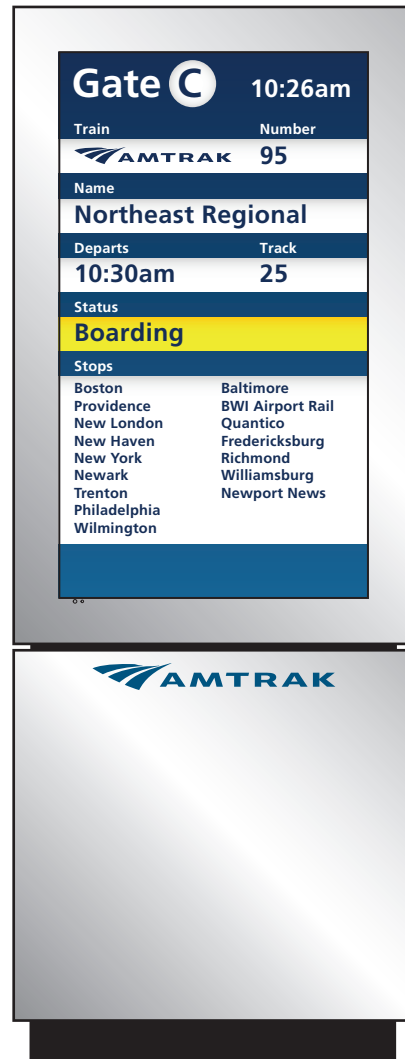 Gate C 10:26am
Train Number
AMTRAK 95
Name
Northeast Regional
Departs Track
10:30am 25
Status
Boarding
Stops
Boston
Providence
New London
New Haven
New York
Newark
Trenton
Philadelphia
Wilmington
Baltimore
BWI Airport Rail
Quantico
Fredericksburg
Richmond
Williamsburg
Newport News
AMTRAK